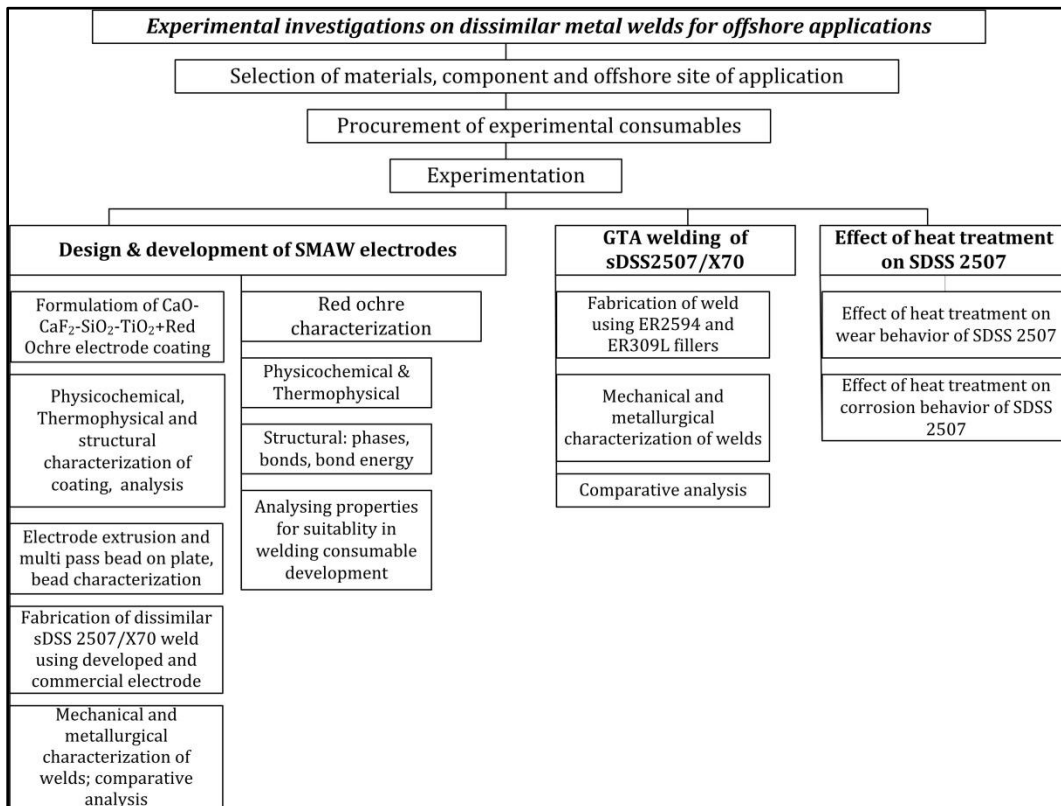 Experimental investigations on dissimilar metal welds for offshore applications
Selection of materials, component and offshore site of application
Procurement of experimental consumables
Experimentation
Design & development of SMAW electrodes
Formulatiom of CaO-
CaF₂-SiO₂-TiO₂+Red
Ochre electrode coating
Physicochemical,
Thermophysical and
structural
characterization of
coating, analysis
Electrode extrusion and
multi pass bead on plate,
bead characterization
Fabrication of dissimilar
sDSS 2507/X70 weld
using developed and
commercial electrode
Mechanical and
metallurgical
characterization of
welds; comparative
analysis
Red ochre
characterization
Physicochemical &
Thermophysical
Structural: phases,
bonds, bond energy
Analysing properties
for suitablity in
welding consumable
development
GTA welding of
sDSS2507/X70
Fabrication of weld
using ER2594 and
ER309L fillers
Mechanical and
metallurgical
characterization of welds
Comparative analysis
Effect of heat treatment
on SDSS 2507
Effect of heat treatment on
wear behavior of SDSS 2507
Effect of heat treatment on
corrosion behavior of SDSS
2507